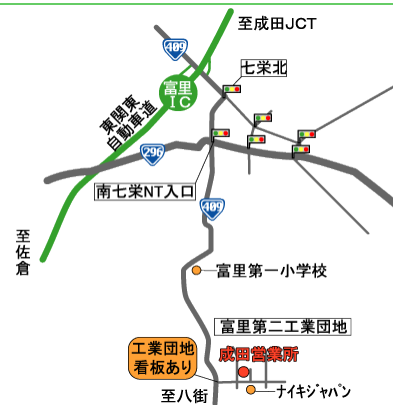 至成田JCT
409
七栄北
富里
IC
東関東
自動車道
296
南七栄NT入口
409
至佐倉
富里第一小学校
富里第二工業団地
工業団地
看板あり
成田営業所
至八街
ナイキジャパン